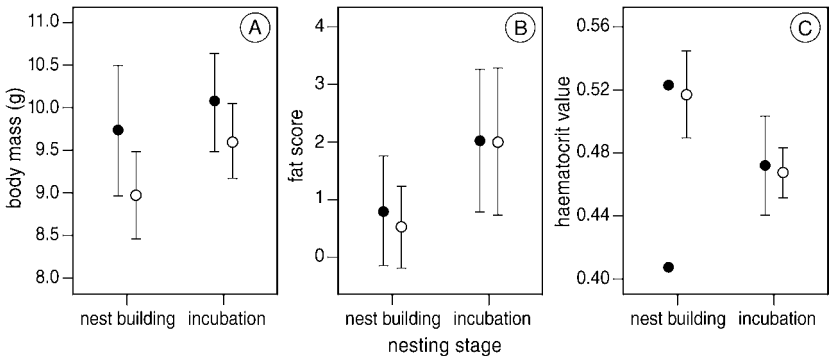 A
body mass (g)
11.0
10.5
10.0
9.5
9.0
8.5
8.0
nest building
incubation
B
fat score
4
3
2
1
0
nest building
incubation
nesting stage
C
haematocrit value
0.56
0.52
0.48
0.44
0.40
nest building
incubation